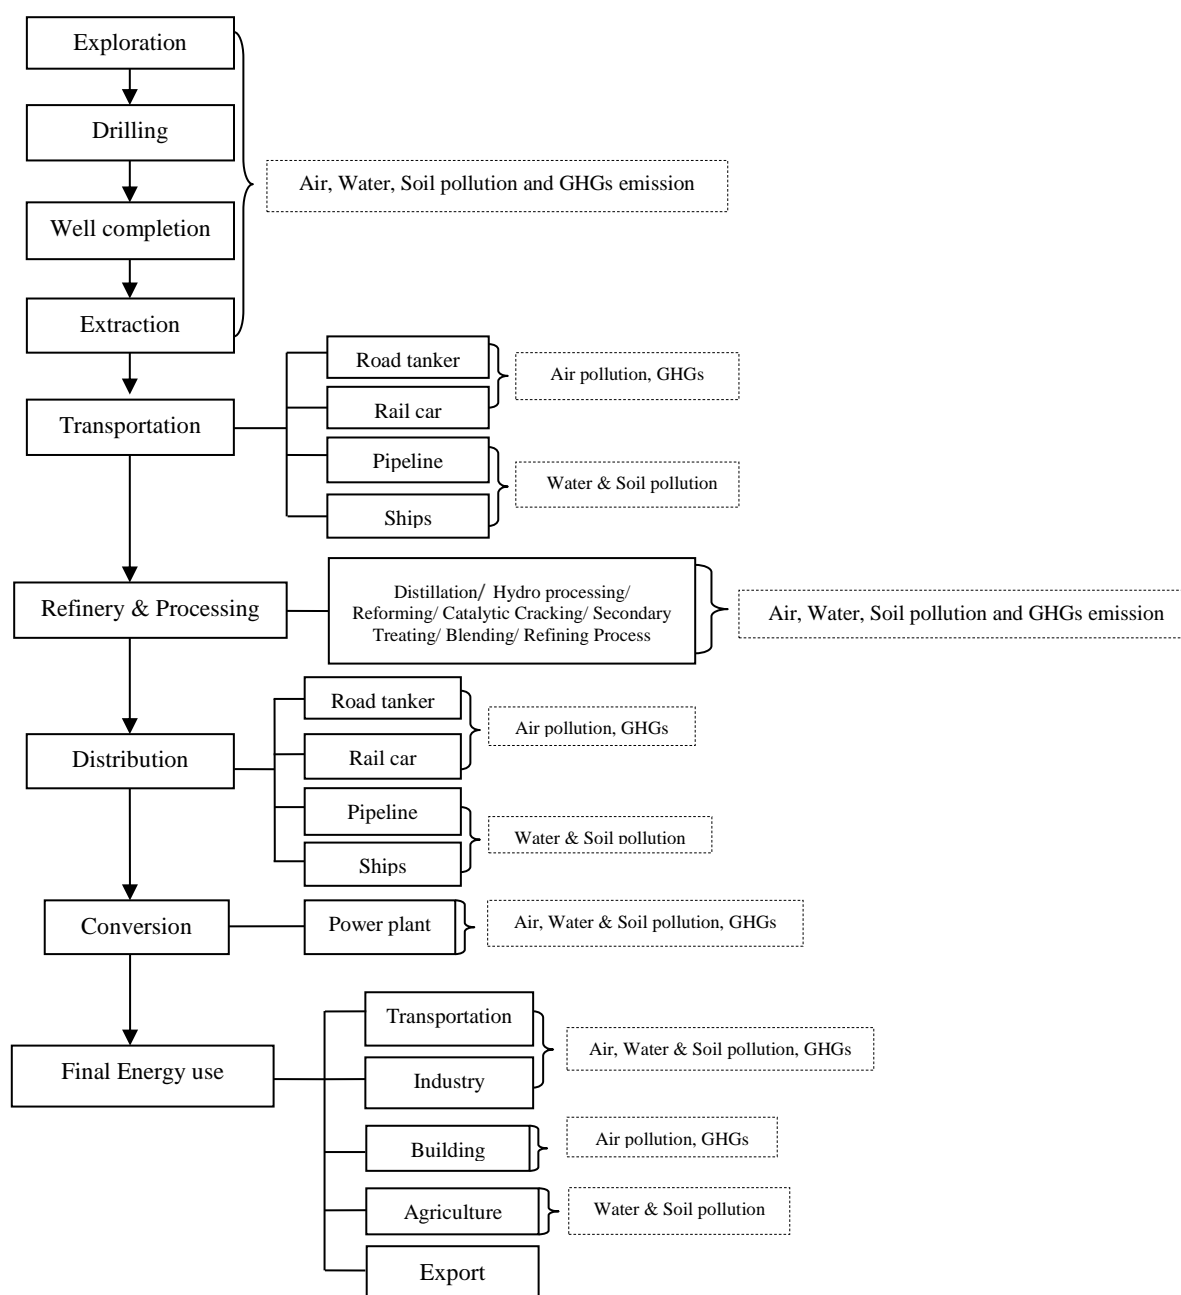 Exploration
Drilling
Air, Water, Soil pollution and GHGs emission
Well completion
Extraction
Road tanker
Air pollution, GHGs
Rail car
Transportation
Pipeline
Water & Soil pollution
Ships
Refinery & Processing
Distillation/ Hydro processing/
Reforming/ Catalytic Cracking/ Secondary
Treating/ Blending/ Refining Process
Air, Water, Soil pollution and GHGs emission
Road tanker
Air pollution, GHGs
Distribution
Rail car
Pipeline
Water & Soil pollution
Ships
Conversion
Power plant
Air, Water & Soil pollution, GHGs
Transportation
Air, Water & Soil pollution, GHGs
Final Energy use
Industry
Building
Air pollution, GHGs
Agriculture
Water & Soil pollution
Export